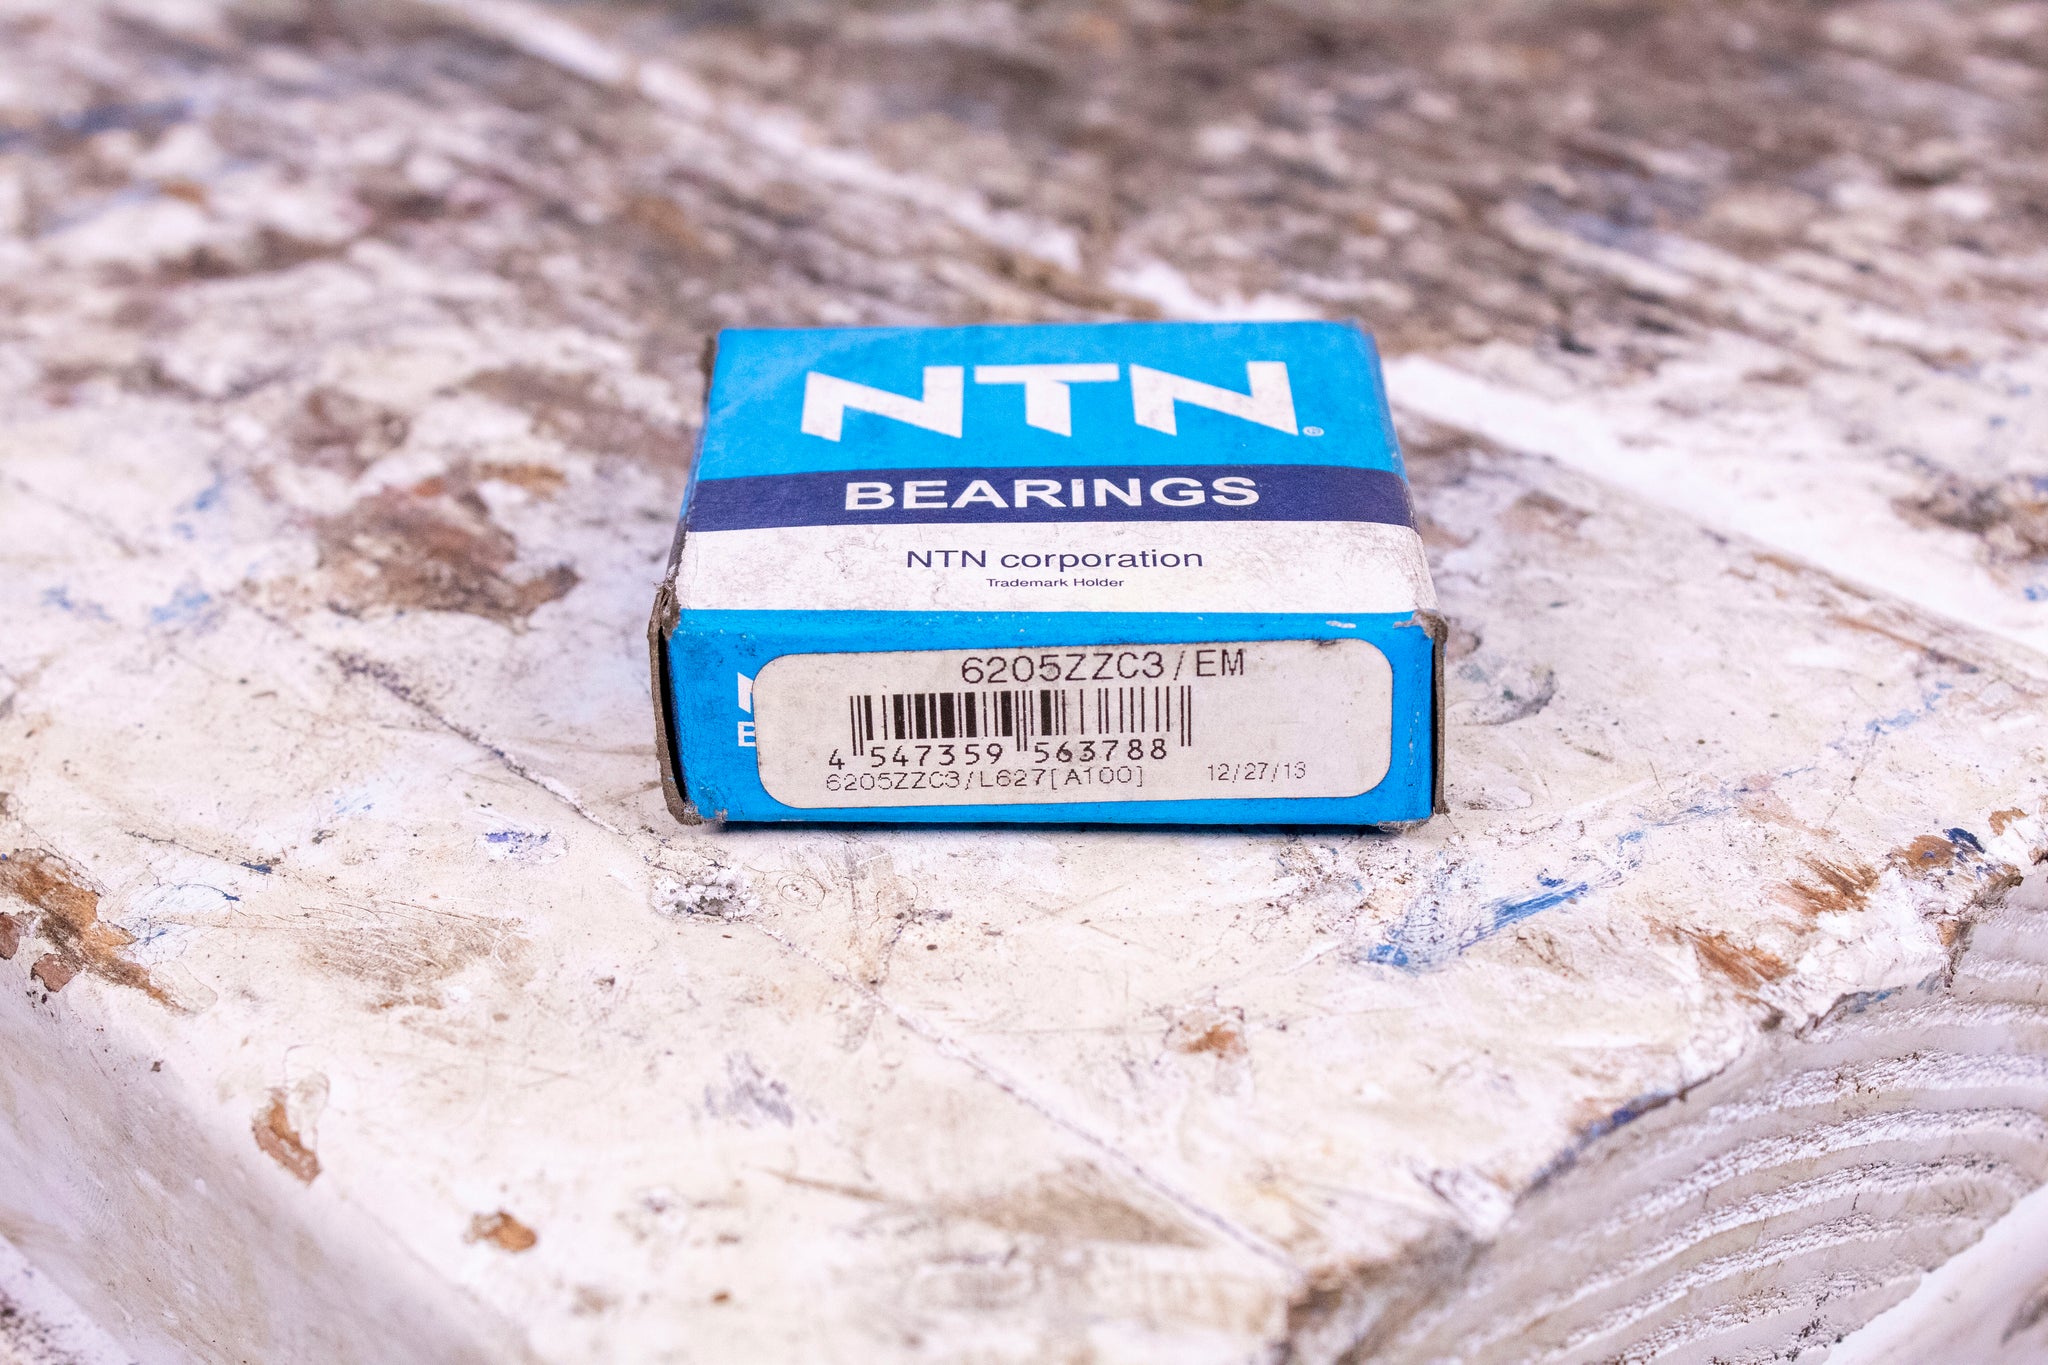 NTN®
BEARINGS
NTN corporation
Trademark Holder
6205ZZC3/EM
4 547359 563788
6205ZZC3/L627[A100] 12/27/13